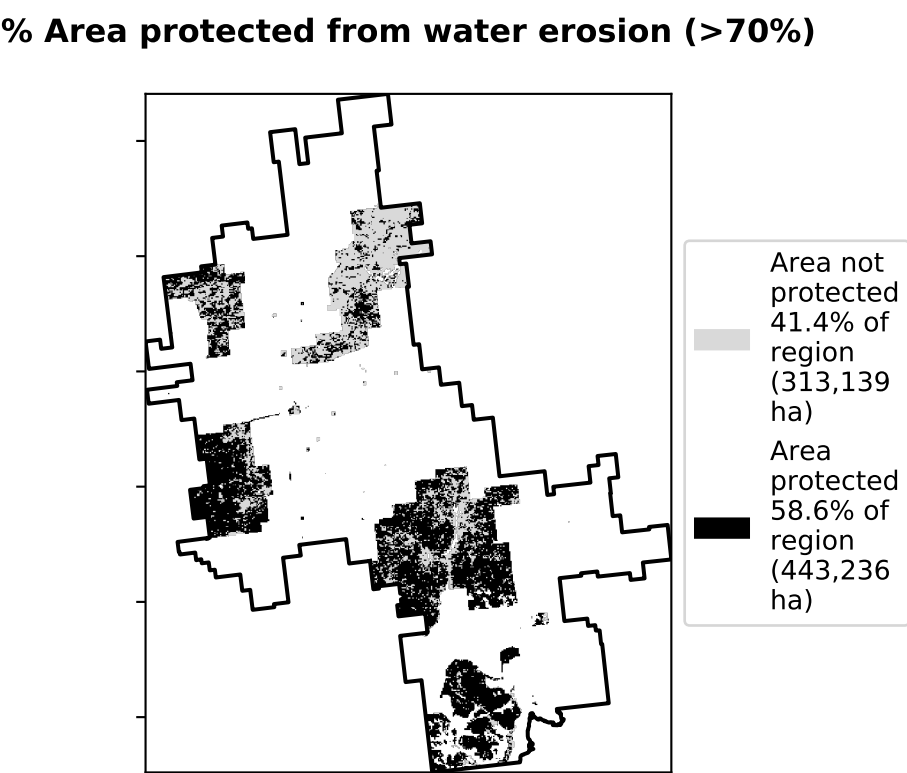 % Area protected from water erosion (>70%)
Area not
protected
41.4% of
region
(313,139
ha)
Area
protected
58.6% of
region
(443,236
ha)